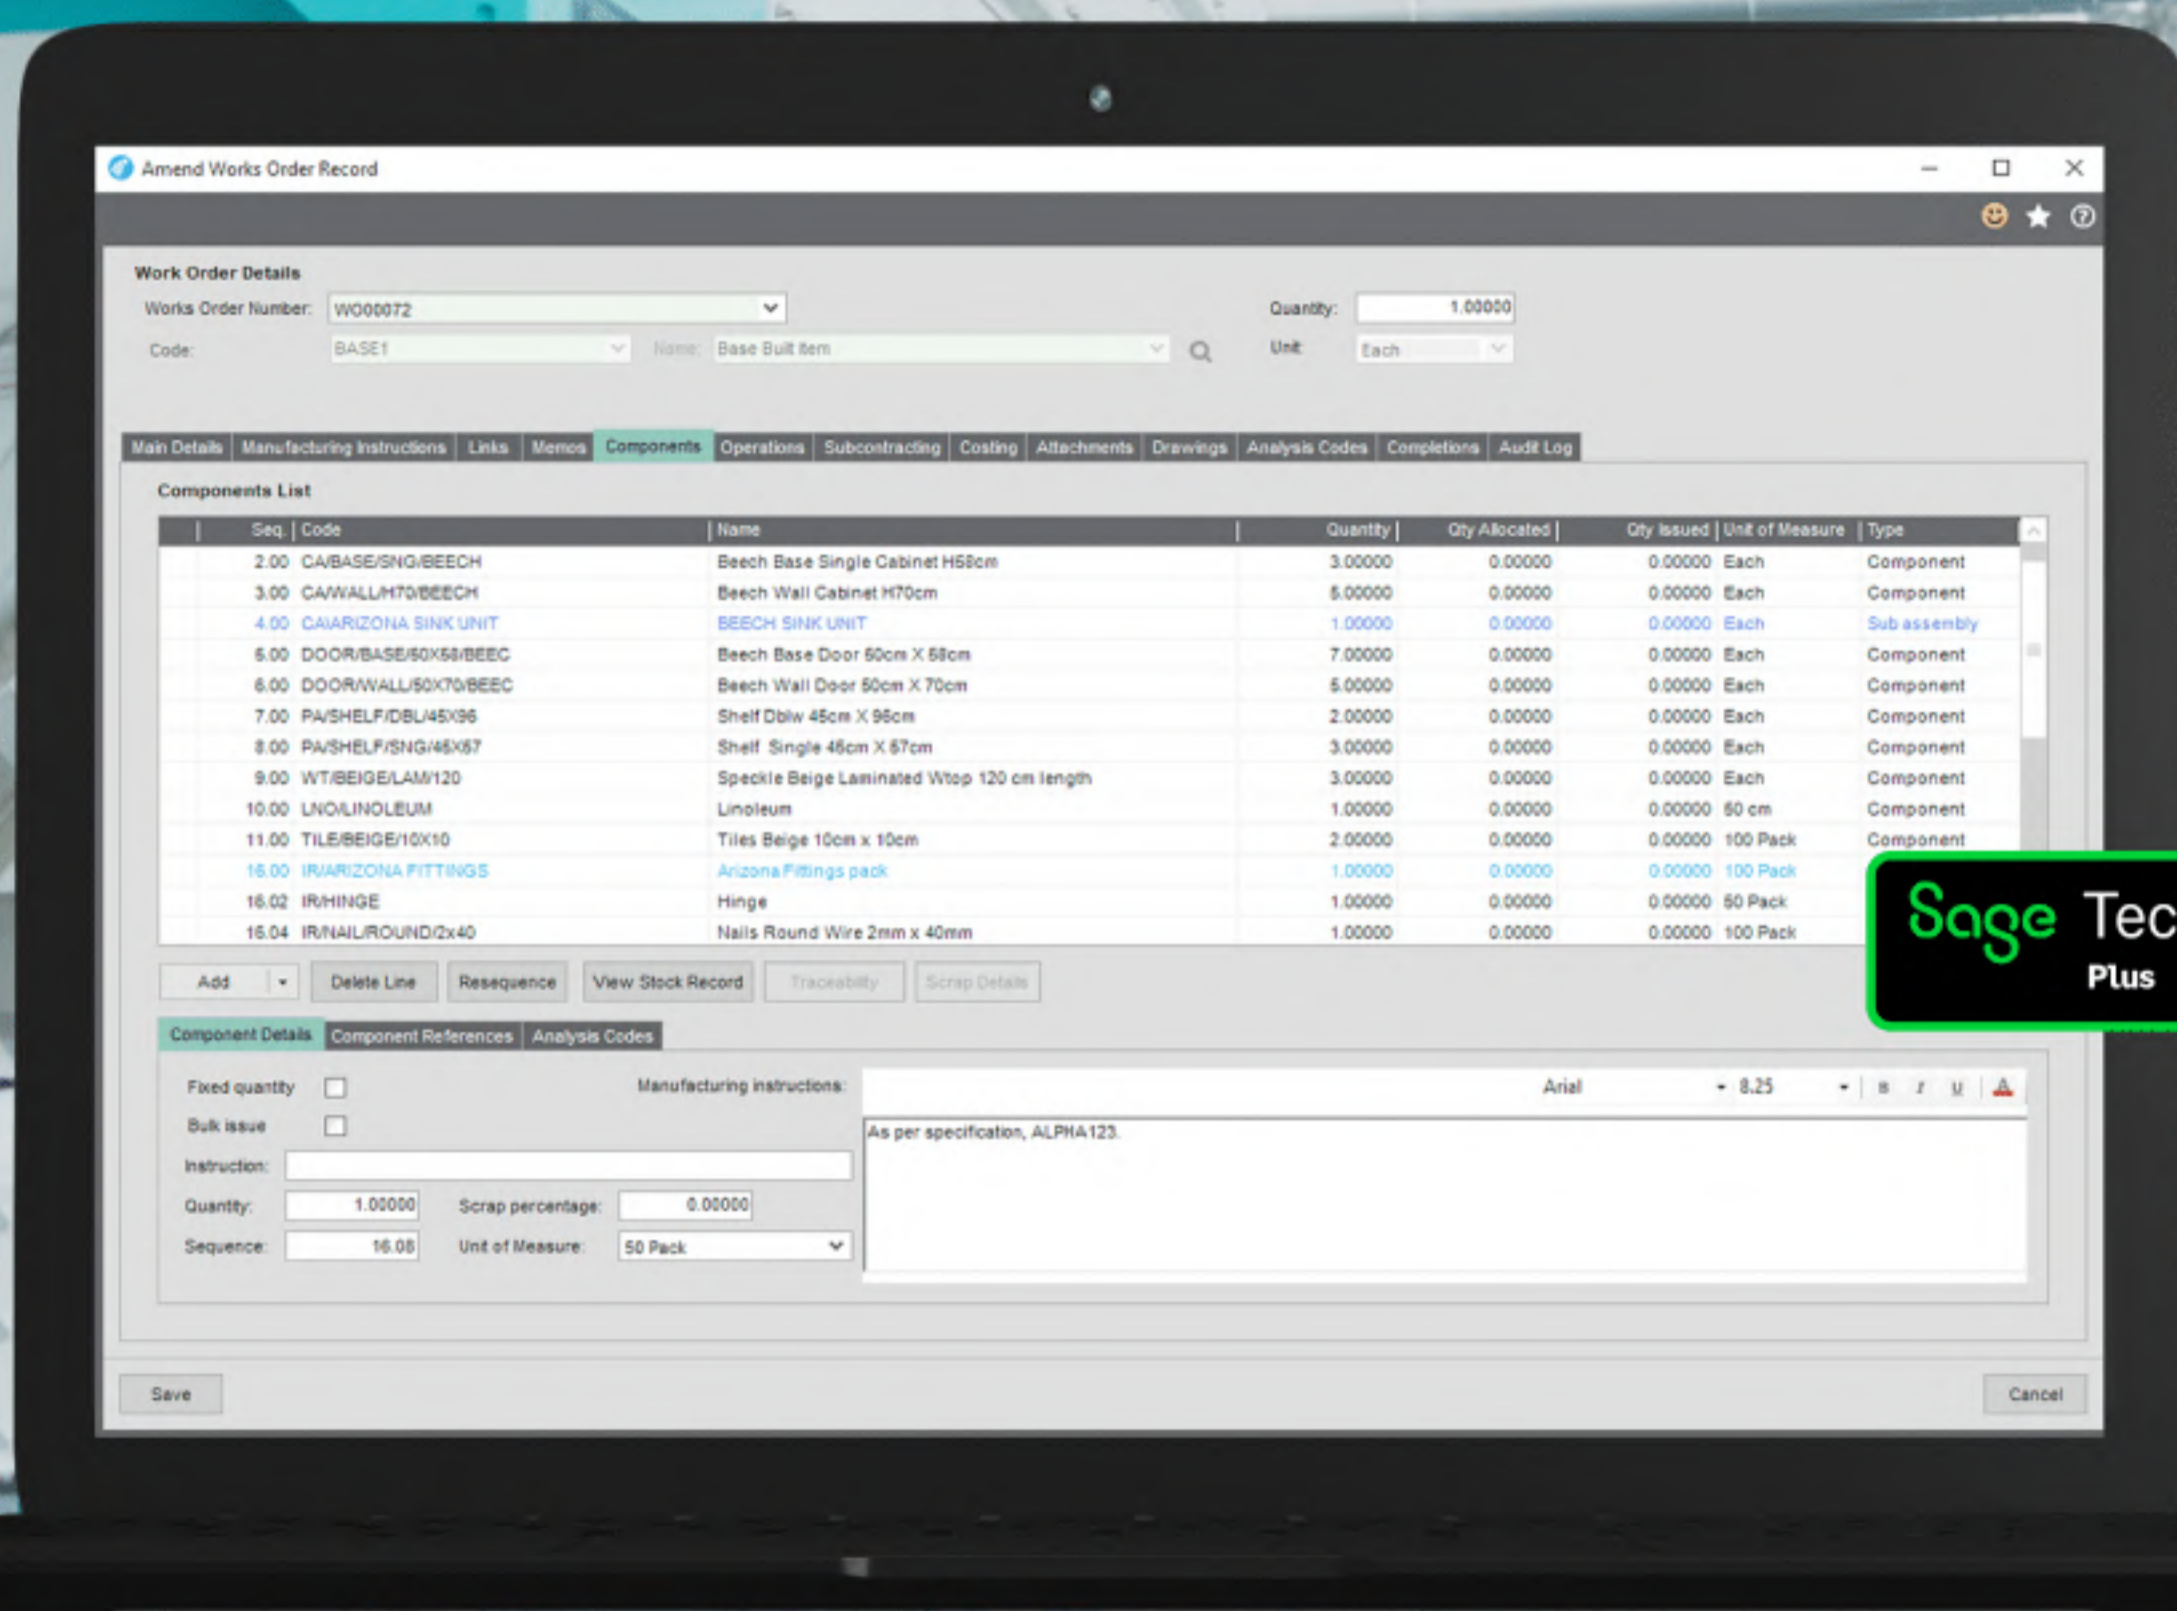 Amend Works Order Record
Work Order Details
Works Order Number: WO00072 Quantity: 1.00000
Code: BASE1 Name: Base Built Item Unit: Each
Main Details Manufacturing Instructions Links Memos Components Operations Subcontracting Costing Attachments Drawings Analysis Codes Completions Audit Log
Components List
Seq. Code Name Quantity Qty Allocated Qty Issued Unit of Measure Type
2.00 CA/BASE/SNG/BEECH Beech Base Single Cabinet H58cm 3.00000 0.00000 0.00000 Each Component
3.00 CA/WALL/H70/BEECH Beech Wall Cabinet H70cm 5.00000 0.00000 0.00000 Each Component
4.00 CA\ARIZONA SINK UNIT BEECH SINK UNIT 1.00000 0.00000 0.00000 Each Sub assembly
5.00 DOOR/BASE/50X58/BEEC Beech Base Door 50cm X 58cm 7.00000 0.00000 0.00000 Each Component
6.00 DOOR/WALL/50X70/BEEC Beech Wall Door 50cm X 70cm 5.00000 0.00000 0.00000 Each Component
7.00 PA/SHELF/DBL/45X96 Shelf Dblw 45cm X 96cm 2.00000 0.00000 0.00000 Each Component
8.00 PA/SHELF/SNG/45X57 Shelf Single 45cm X 57cm 3.00000 0.00000 0.00000 Each Component
9.00 WT/BEIGE/LAM/120 Speckle Beige Laminated Wtop 120 cm length 3.00000 0.00000 0.00000 Each Component
10.00 LNO/LINOLEUM Linoleum 1.00000 0.00000 0.00000 50 cm Component
11.00 TILE/BEIGE/10X10 Tiles Beige 10cm x 10cm 2.00000 0.00000 0.00000 100 Pack Component
16.00 IR/ARIZONA FITTINGS Arizona Fittings pack 1.00000 0.00000 0.00000 100 Pack
16.02 IR/HINGE Hinge 1.00000 0.00000 0.00000 50 Pack
16.04 IR/NAIL/ROUND/2x40 Nails Round Wire 2mm x 40mm 1.00000 0.00000 0.00000 100 Pack
Sage Tec
Plus
Add Delete Line Resequence View Stock Record Traceability Scrap Details
Component Details Component References Analysis Codes
Fixed quantity Manufacturing instructions: Arial 8.25 B I U A
Bulk issue As per specification, ALPHA123.
Instruction:
Quantity: 1.00000 Scrap percentage: 0.00000
Sequence: 16.08 Unit of Measure: 50 Pack
Save Cancel